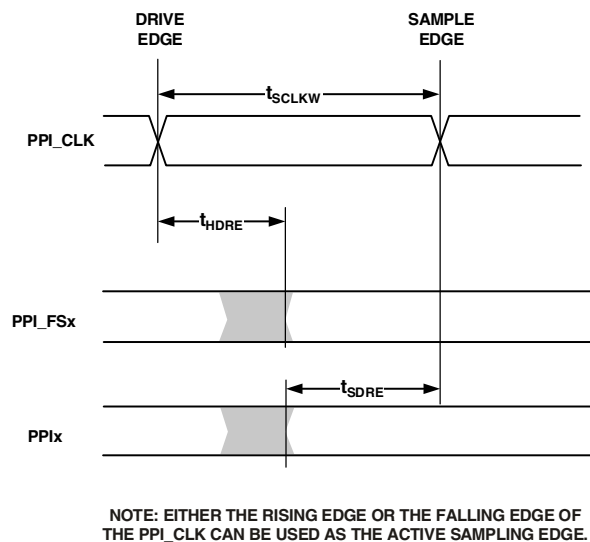 DRIVE
EDGE
SAMPLE
EDGE
tSCLKW
PPI_CLK
tHDRE
PPI_FSx
tSDRE
PPIx
NOTE: EITHER THE RISING EDGE OR THE FALLING EDGE OF
THE PPI_CLK CAN BE USED AS THE ACTIVE SAMPLING EDGE.